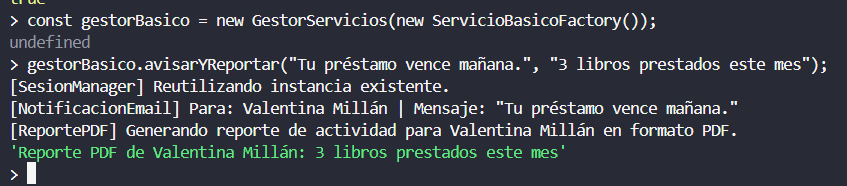 true
> const gestorBasico = new GestorServicios(new ServicioBasicoFactory());
undefined
> gestorBasico.avisarYReportar("Tu préstamo vence mañana.", "3 libros prestados este mes");
[SesionManager] Reutilizando instancia existente.
[NotificacionEmail] Para: Valentina Millán | Mensaje: "Tu préstamo vence mañana."
[ReportePDF] Generando reporte de actividad para Valentina Millán en formato PDF.
'Reporte PDF de Valentina Millán: 3 libros prestados este mes'
>